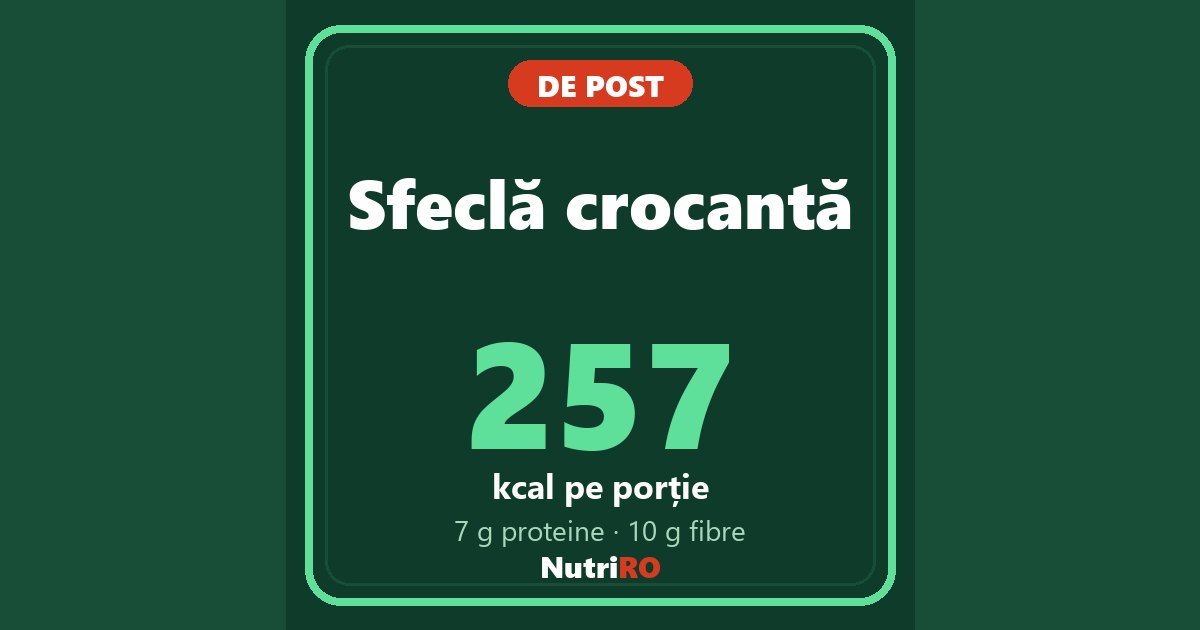 DE POST
Sfeclă crocantă
257
kcal pe porție
7 g proteine · 10 g fibre
NutriRO